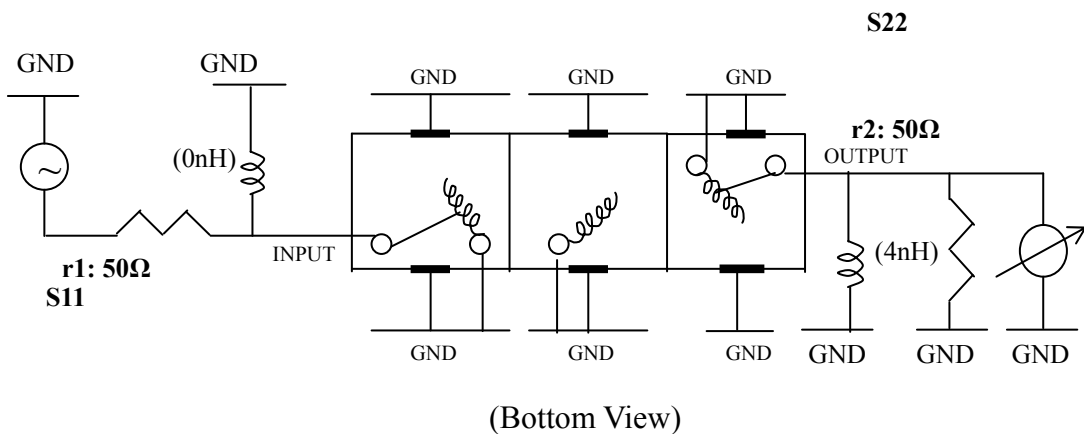 S22
GND
GND
GND
GND
GND
r2: 50Ω
OUTPUT
(0nH)
~
INPUT
(4nH)
r1: 50Ω
S11
GND
GND
GND
GND
GND
GND
(Bottom View)